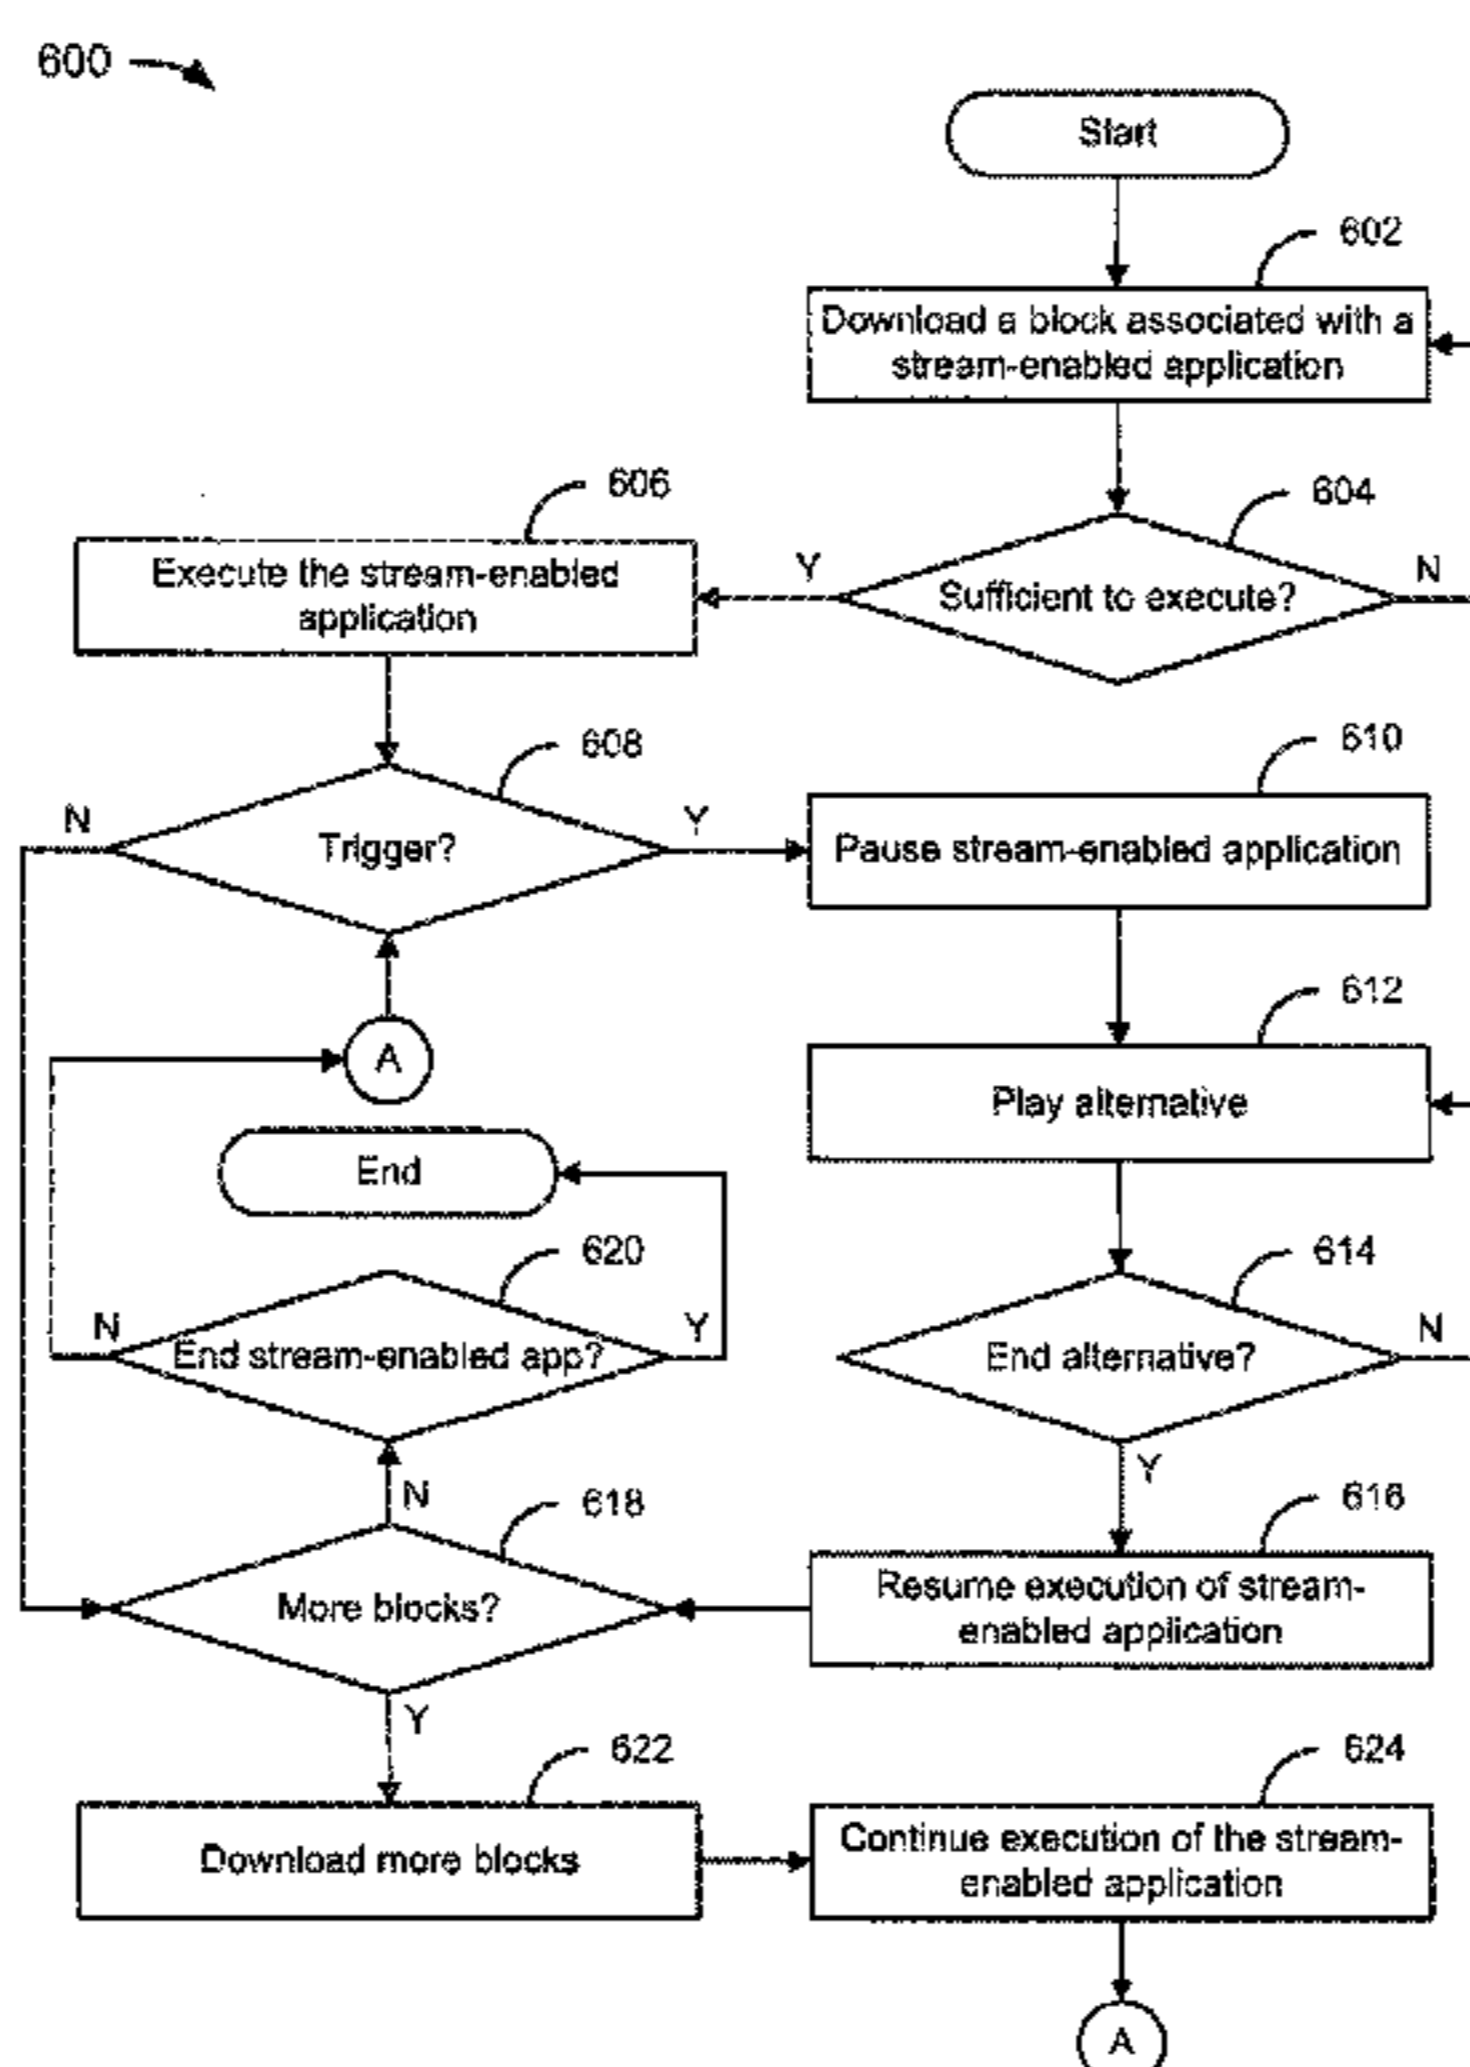 600
Start
602
Download a block associated with a
stream-enabled application
606
604
Execute the stream-enabled
application
Y
Sufficient to execute?
N
608
610
N
Trigger?
Y
Pause stream-enabled application
612
A
Play alternative
End
620
614
N
End stream-enabled app?
Y
End alternative?
N
Y
N
618
616
More blocks?
Resume execution of stream-
enabled application
Y
622
624
Download more blocks
Continue execution of the stream-
enabled application
A